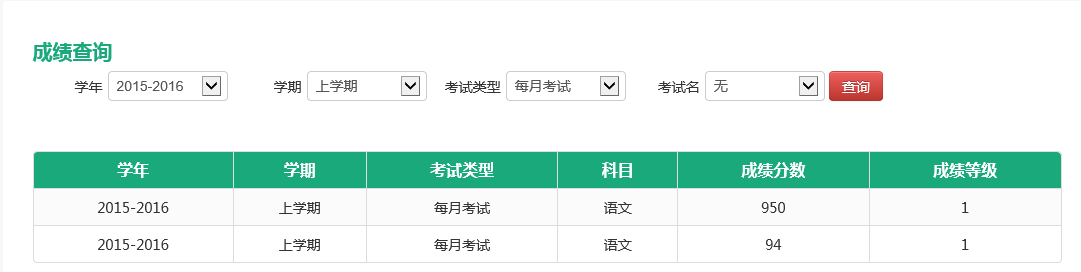 成绩查询
学年 2015-2016 学期 上学期 考试类型 每月考试 考试名 无 查询
学年 学期 考试类型 科目 成绩分数 成绩等级
2015-2016 上学期 每月考试 语文 950 1
2015-2016 上学期 每月考试 语文 94 1